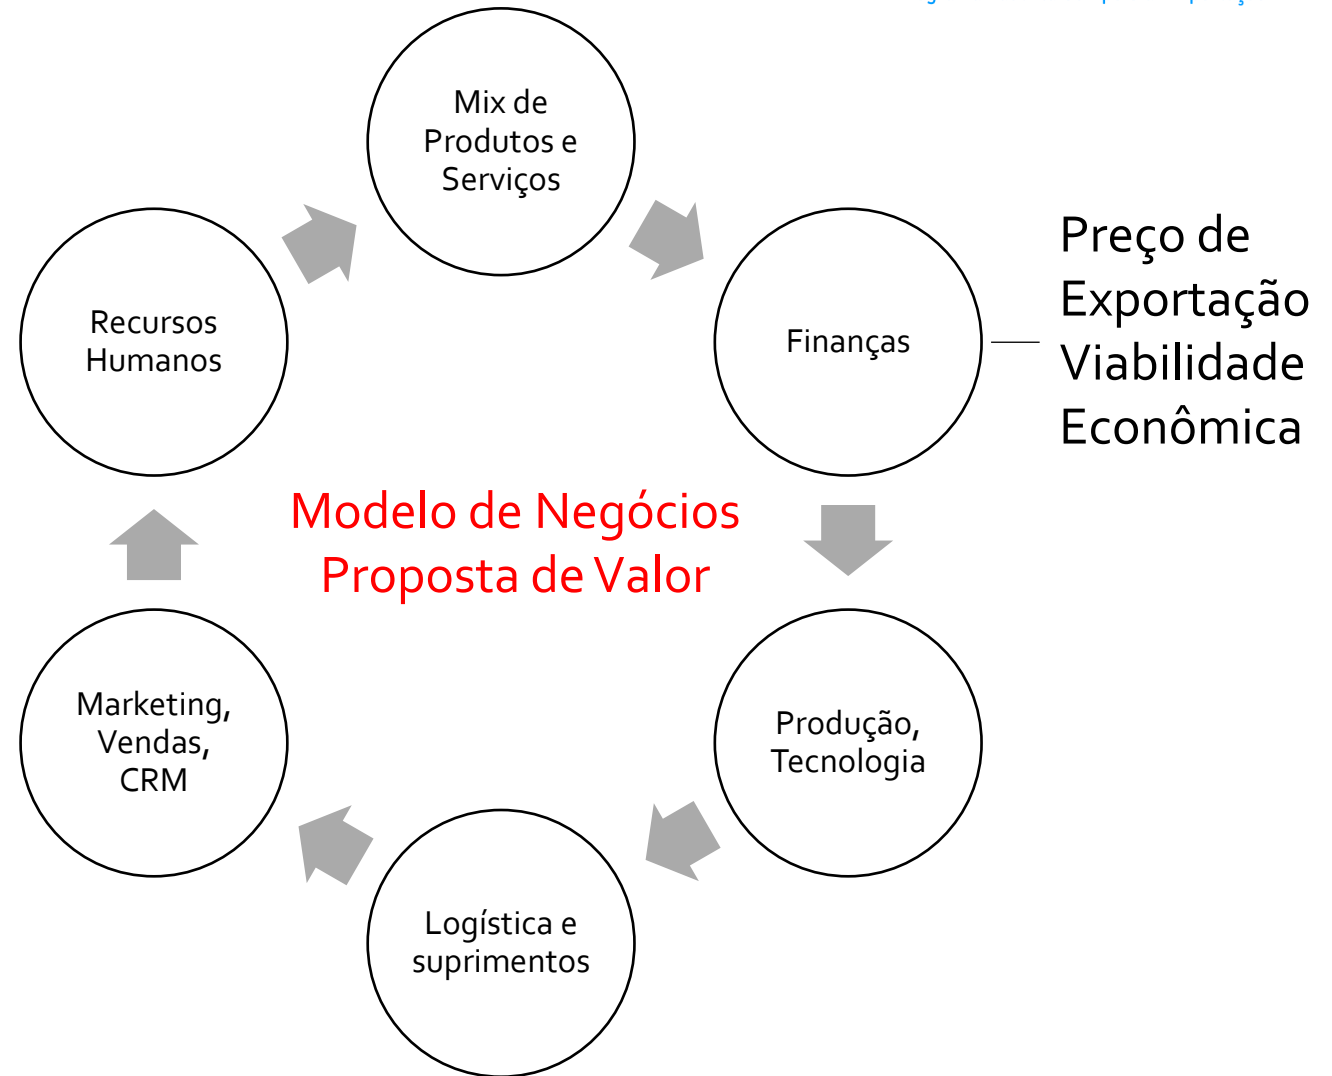 Mix de
Produtos e
Serviços
Finanças
Preço de
Exportação
Viabilidade
Econômica
Produção,
Tecnologia
Logística e
suprimentos
Marketing,
Vendas,
CRM
Recursos
Humanos
Modelo de Negócios
Proposta de Valor